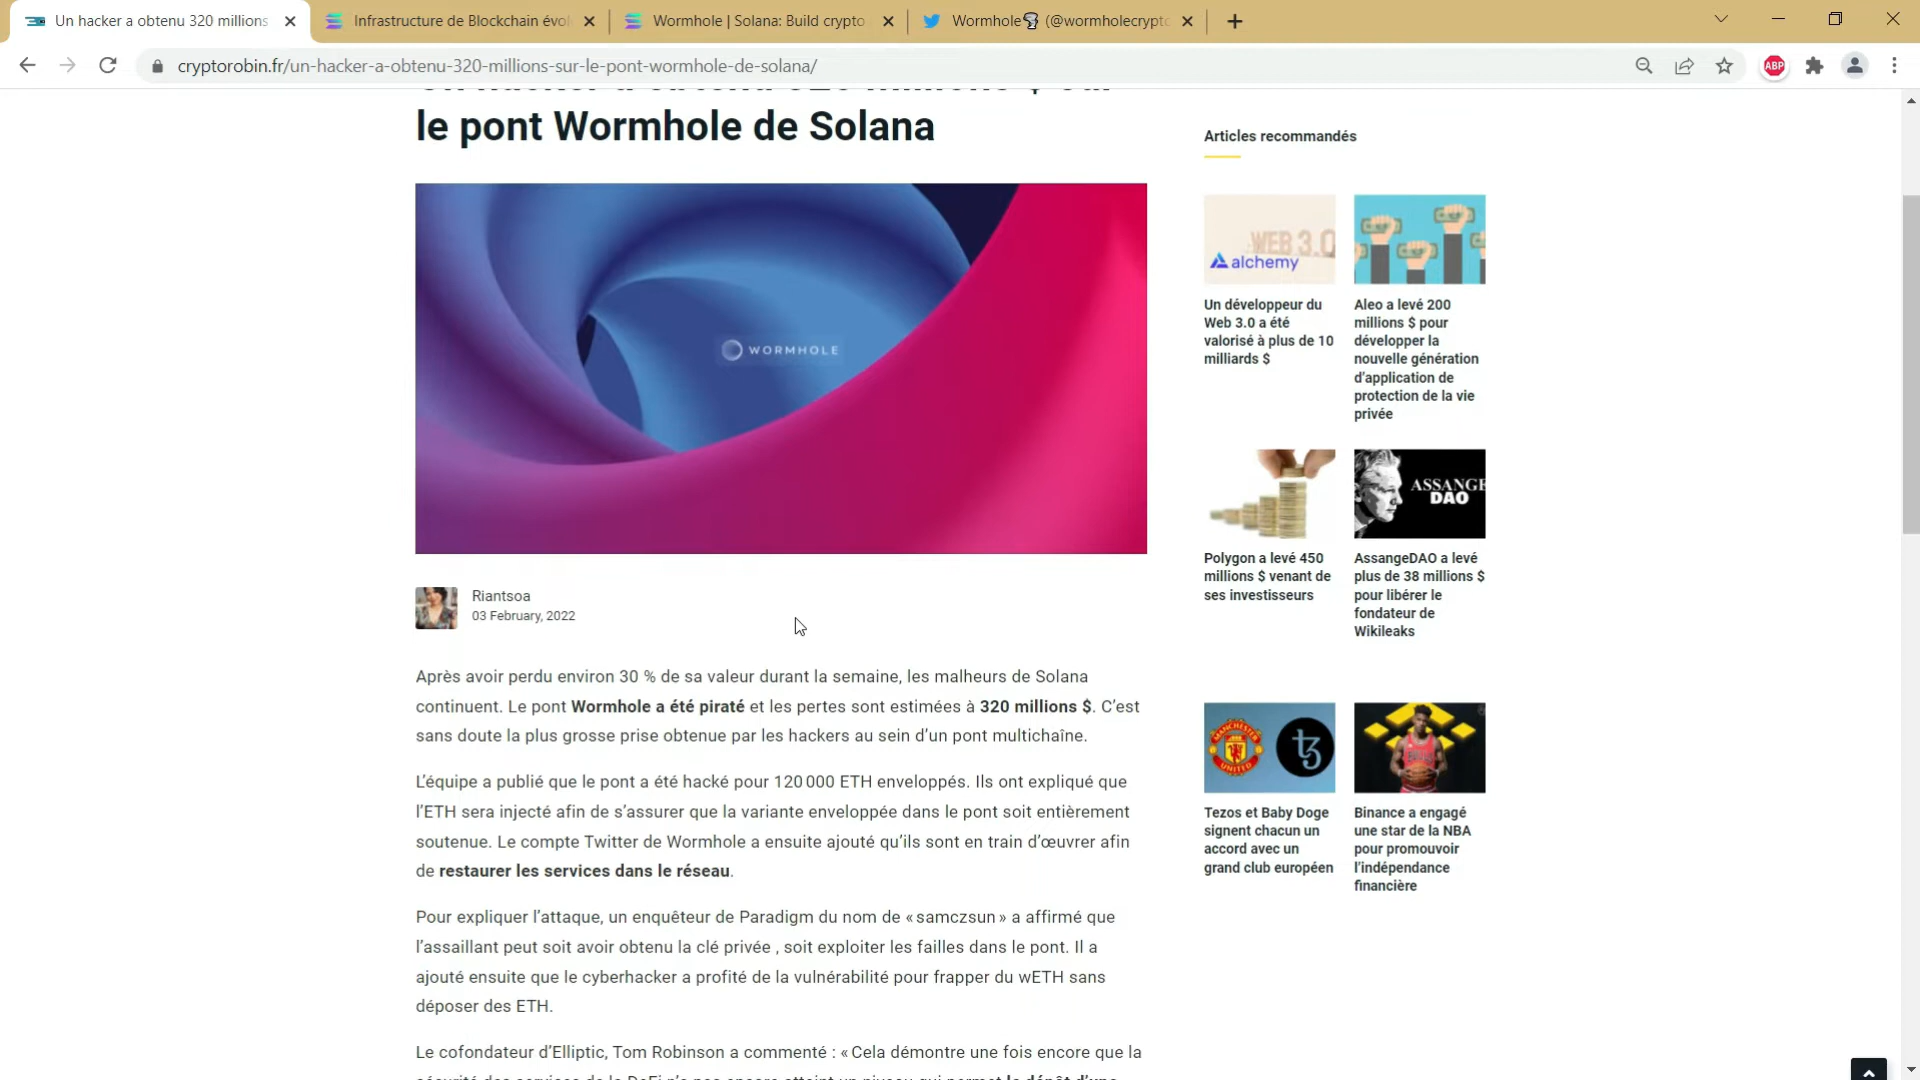 Un hacker a obtenu 320 millions
Infrastructure de Blockchain évol
Wormhole | Solana: Build crypto
Wormhole🌪 (@wormholecrypto
cryptorobin.fr/un-hacker-a-obtenu-320-millions-sur-le-pont-wormhole-de-solana/
ABP
Un hacker a obtenu 320 millions $ sur
le pont Wormhole de Solana
WORMHOLE
Riantsoa
03 February, 2022
Après avoir perdu environ 30 % de sa valeur durant la semaine, les malheurs de Solana
continuent. Le pont Wormhole a été piraté et les pertes sont estimées à 320 millions $. C’est
sans doute la plus grosse prise obtenue par les hackers au sein d’un pont multichaîne.
L’équipe a publié que le pont a été hacké pour 120 000 ETH enveloppés. Ils ont expliqué que
l’ETH sera injecté afin de s’assurer que la variante enveloppée dans le pont soit entièrement
soutenue. Le compte Twitter de Wormhole a ensuite ajouté qu’ils sont en train d’œuvrer afin
de restaurer les services dans le réseau.
Pour expliquer l’attaque, un enquêteur de Paradigm du nom de « samczsun » a affirmé que
l’assaillant peut soit avoir obtenu la clé privée , soit exploiter les failles dans le pont. Il a
ajouté ensuite que le cyberhacker a profité de la vulnérabilité pour frapper du wETH sans
déposer des ETH.
Le cofondateur d’Elliptic, Tom Robinson a commenté : « Cela démontre une fois encore que la
Articles recommandés
WEB 3.0
alchemy
Un développeur du
Web 3.0 a été
valorisé à plus de 10
milliards $
Aleo a levé 200
millions $ pour
développer la
nouvelle génération
d’application de
protection de la vie
privée
Polygon a levé 450
millions $ venant de
ses investisseurs
ASSANGE
DAO
AssangeDAO a levé
plus de 38 millions $
pour libérer le
fondateur de
Wikileaks
MANCHESTER
UNITED
Tezos et Baby Doge
signent chacun un
accord avec un
grand club européen
BULLS
Binance a engagé
une star de la NBA
pour promouvoir
l’indépendance
financière